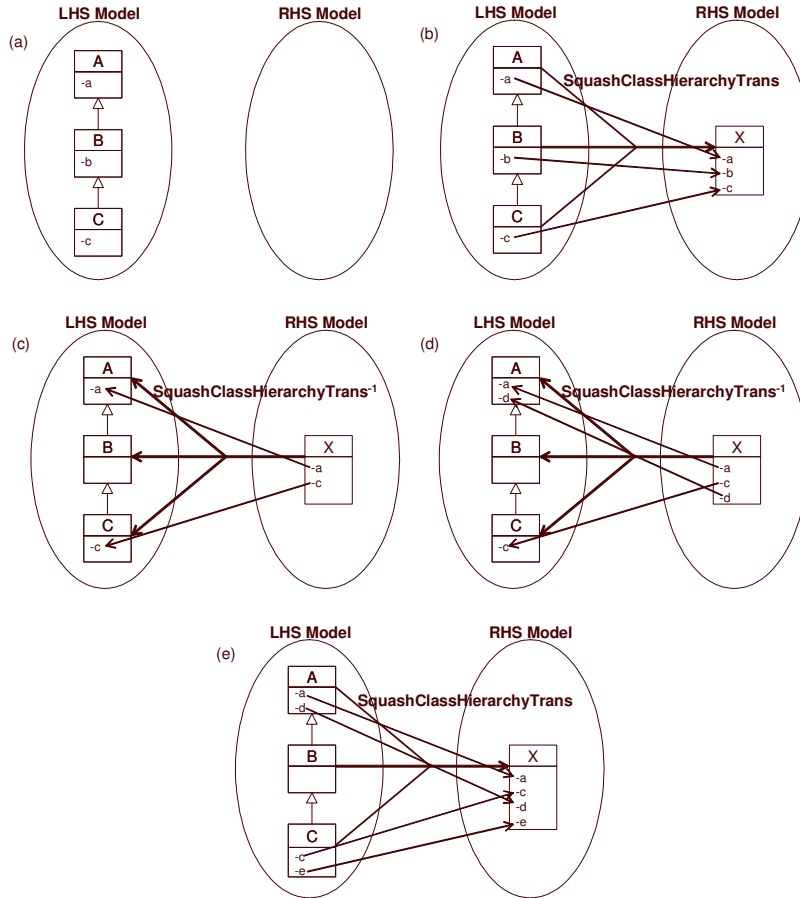 LHS Model RHS Model
(a)
A
-a
B
-b
C
-c
LHS Model RHS Model
(b)
A
-a
SquashClassHierarchyTrans
B
-b
C
-c
X
-a
-b
-c
LHS Model RHS Model
(c)
A
-a
SquashClassHierarchyTrans⁻¹
B
C
-c
X
-a
-c
LHS Model RHS Model
(d)
A
-a
-d
SquashClassHierarchyTrans⁻¹
B
C
-c
X
-a
-c
-d
LHS Model RHS Model
(e)
A
-a
-d
SquashClassHierarchyTrans
B
C
-c
-e
X
-a
-c
-d
-e